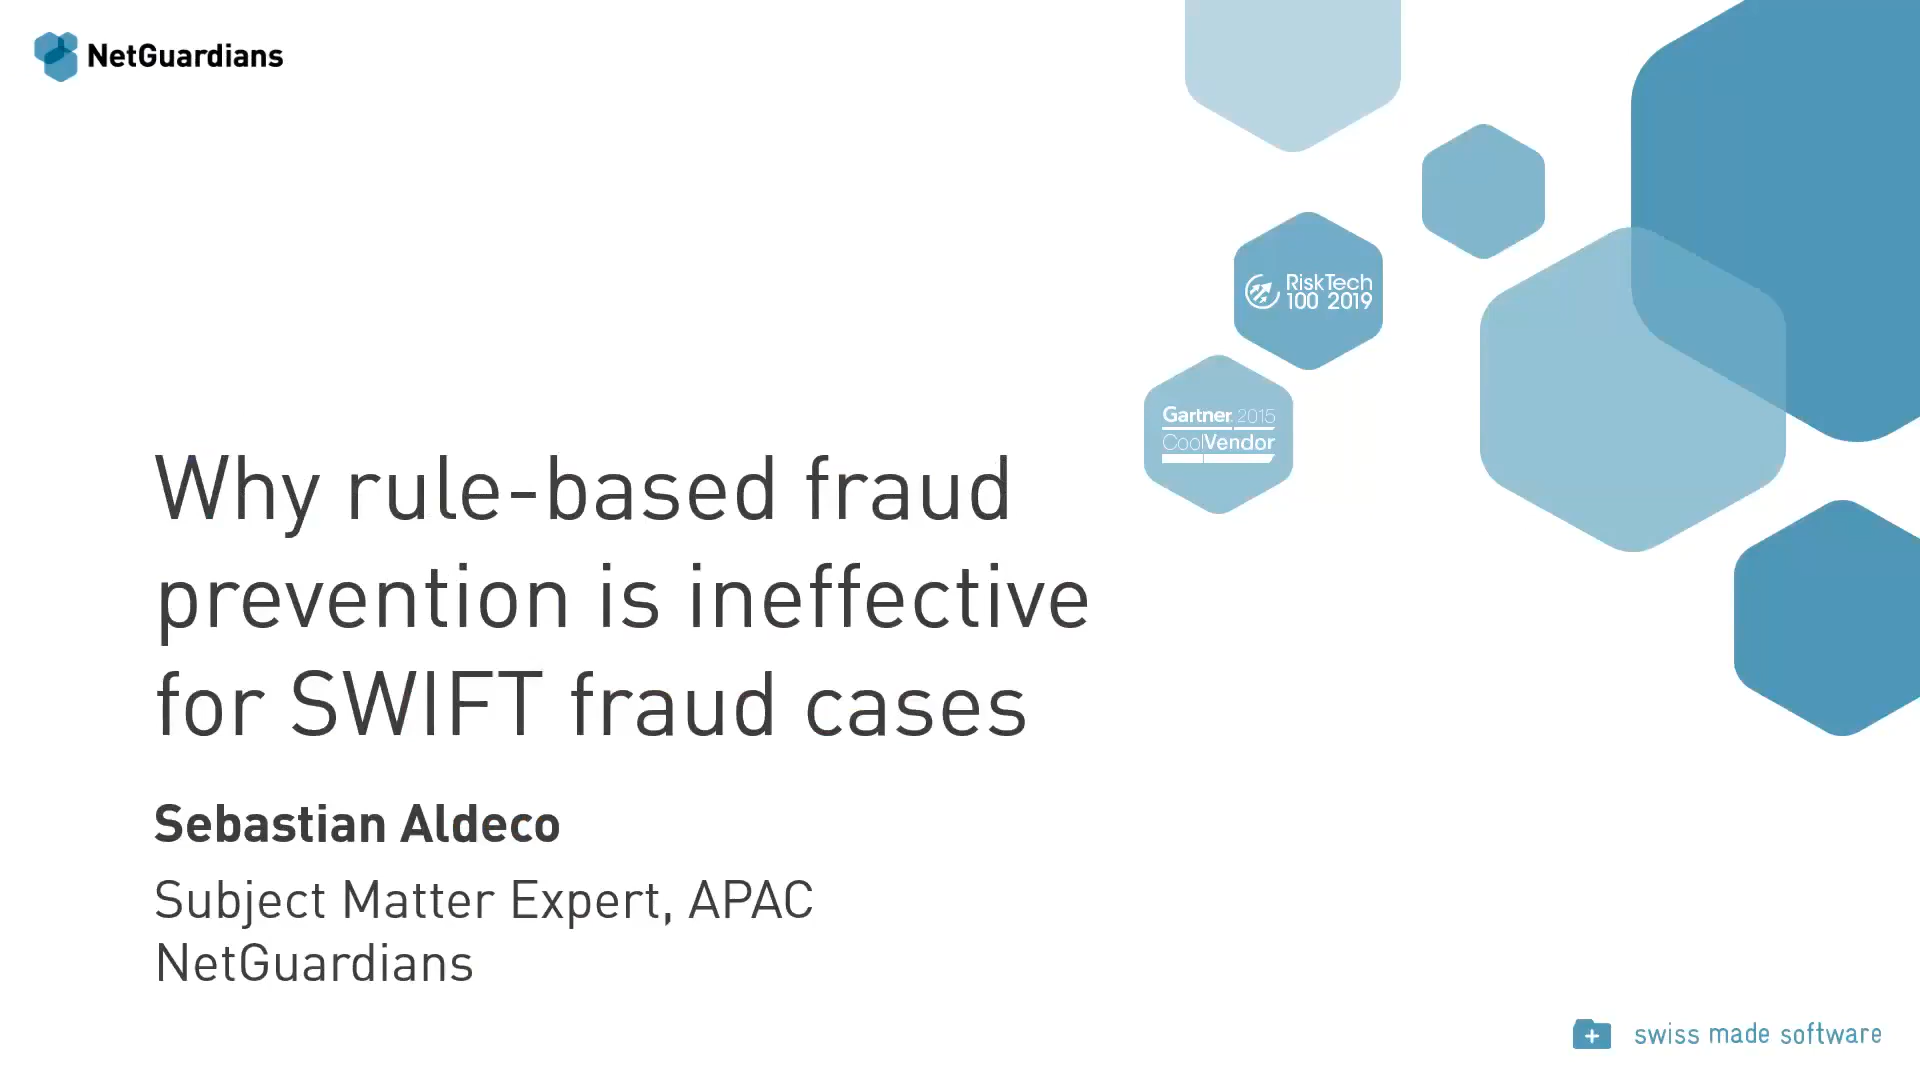 NetGuardians
RiskTech
100 2019
Gartner 2015
CoolVendor
Why rule-based fraud
prevention is ineffective
for SWIFT fraud cases
Sebastian Aldeco
Subject Matter Expert, APAC
NetGuardians
swiss made software